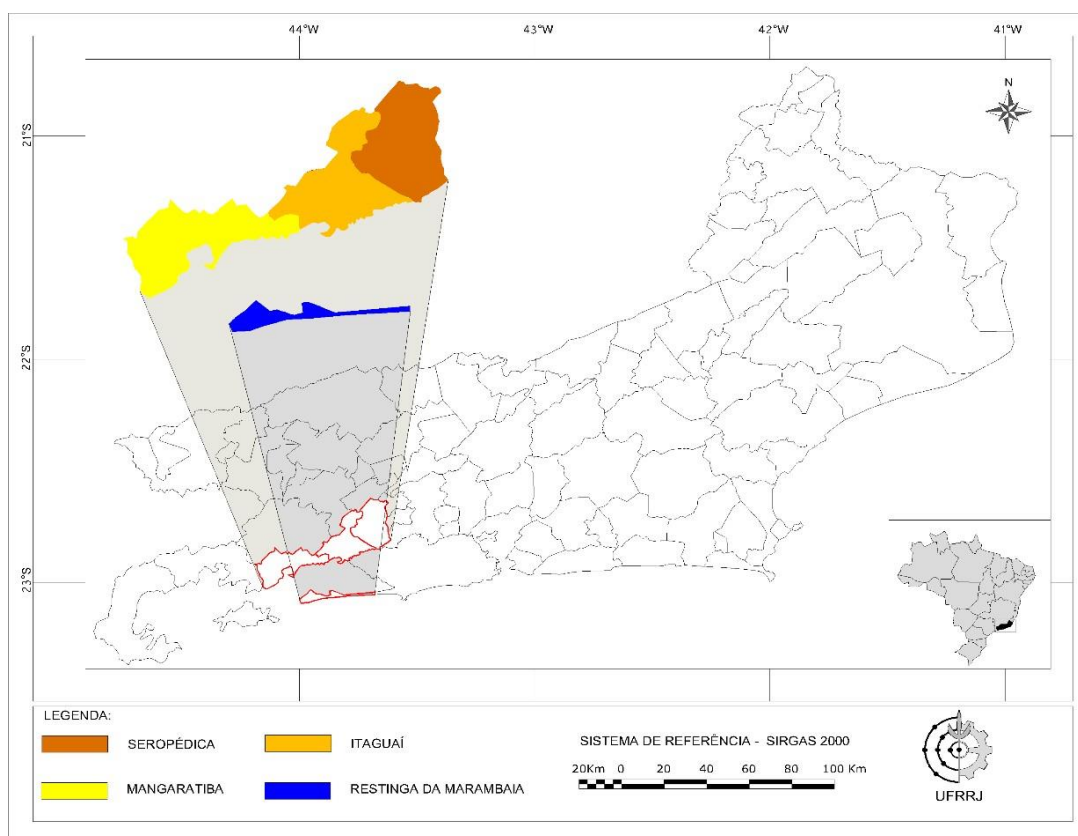 44°W
43°W
42°W
41°W
N
21°S
22°S
23°S
LEGENDA:
SEROPÉDICA
ITAGUAÍ
MANGARATIBA
RESTINGA DA MARAMBAIA
SISTEMA DE REFERÊNCIA - SIRGAS 2000
20Km 0 20 40 60 80 100 Km
UFRRJ